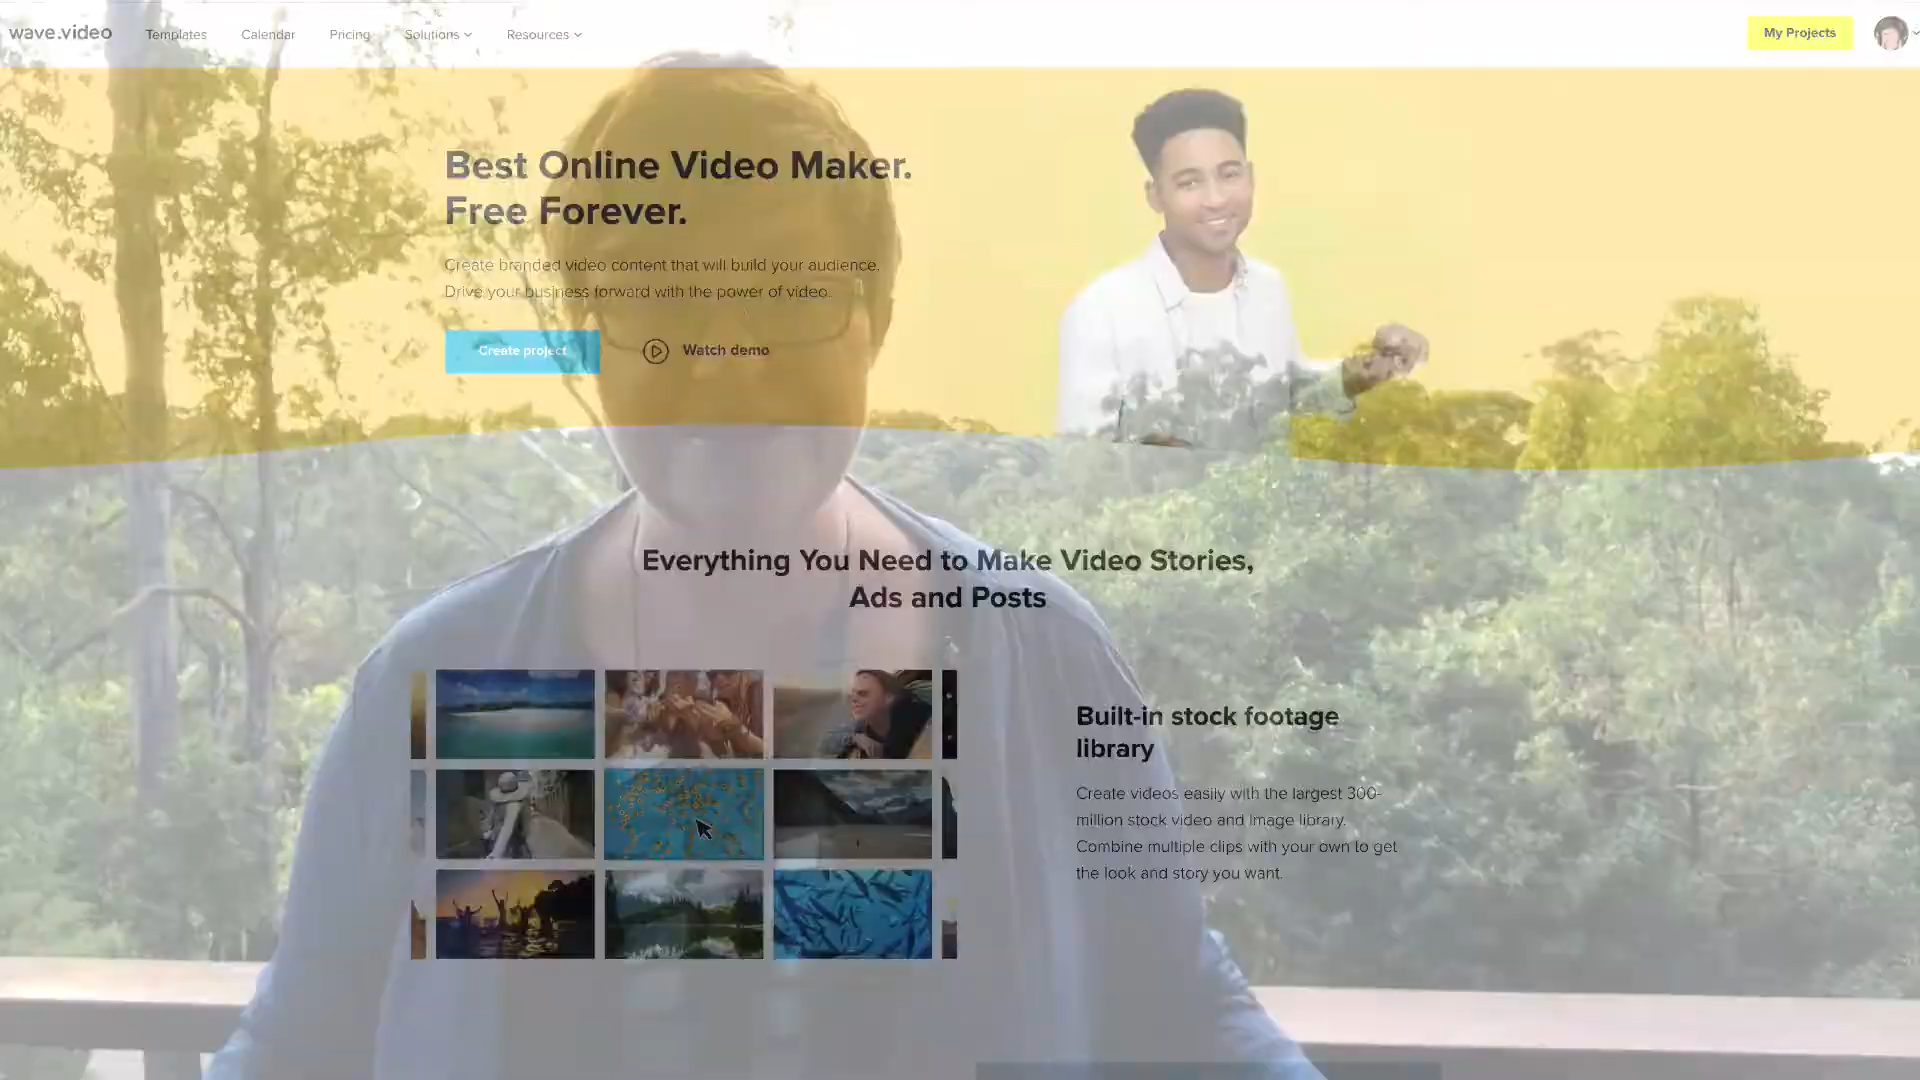 wave.video
Templates
Calendar
Pricing
Solutions
Resources
My Projects
Best Online Video Maker.
Free Forever.
Create branded video content that will build your audience.
Drive your business forward with the power of video.
Create project
Watch demo
Everything You Need to Make Video Stories,
Ads and Posts
Built-in stock footage
library
Create videos easily with the largest 300-
million stock video and image library.
Combine multiple clips with your own to get
the look and story you want.